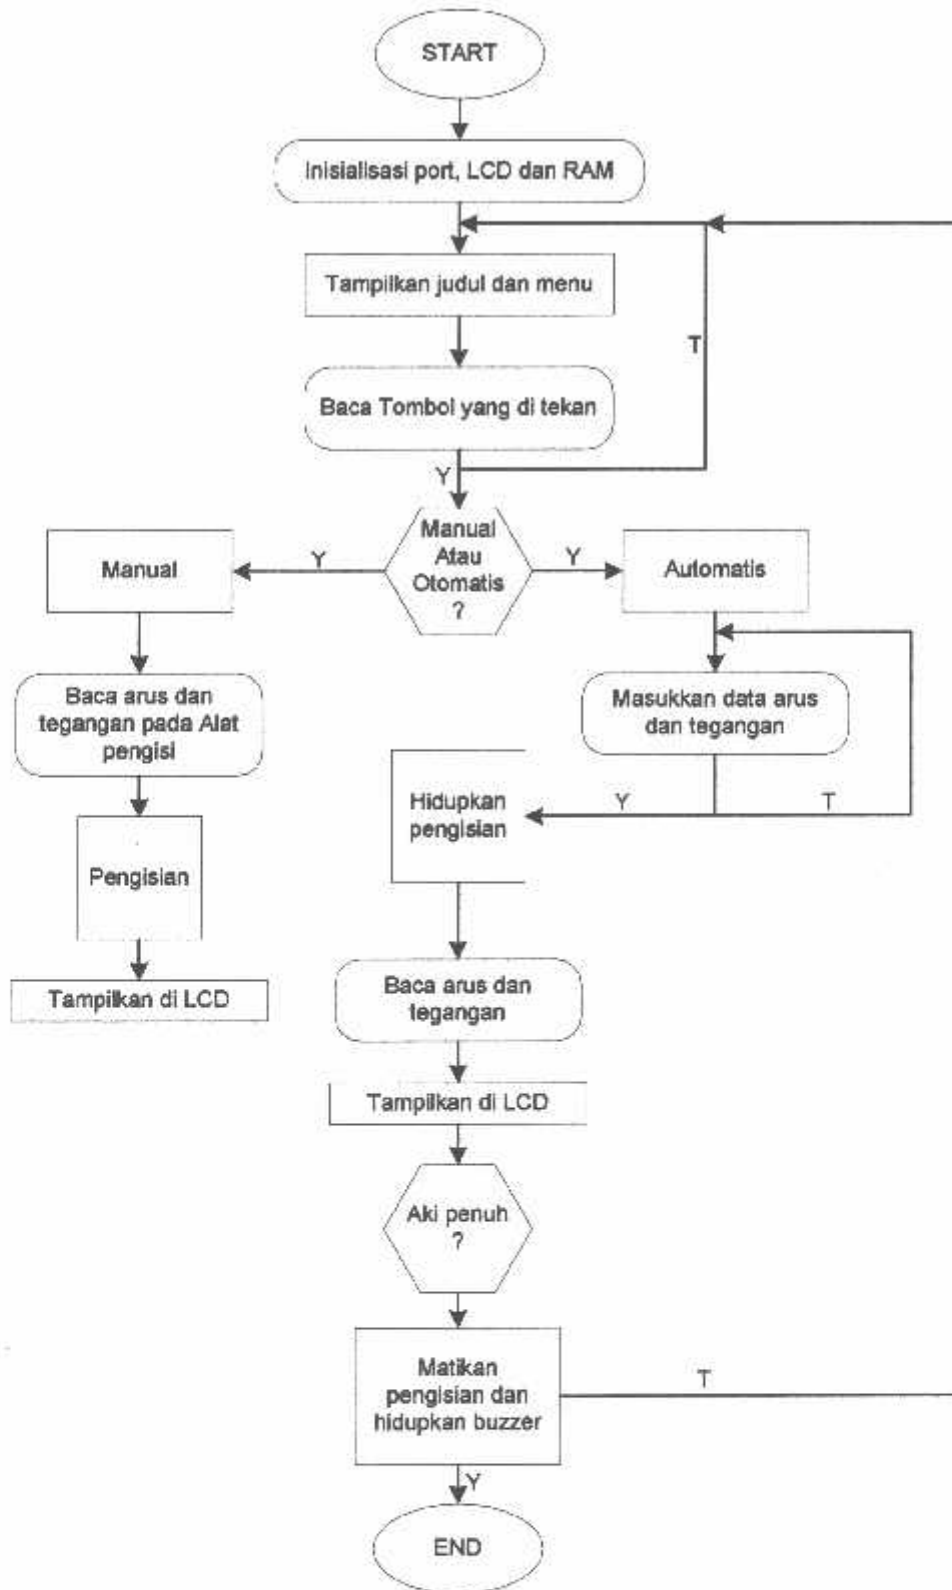 START
Inisialisasi port, LCD dan RAM
Tampilkan judul dan menu
T
Baca Tombol yang di tekan
Y
Manual
Atau
Otomatis
?
Y
Manual
Y
Automatis
Baca arus dan
tegangan pada Alat
pengisi
Pengisian
Tampilkan di LCD
Masukkan data arus
dan tegangan
Y
T
Hidupkan
pengisian
Baca arus dan
tegangan
Tampilkan di LCD
Aki penuh
?
Matikan
pengisian dan
hidupkan buzzer
T
Y
END